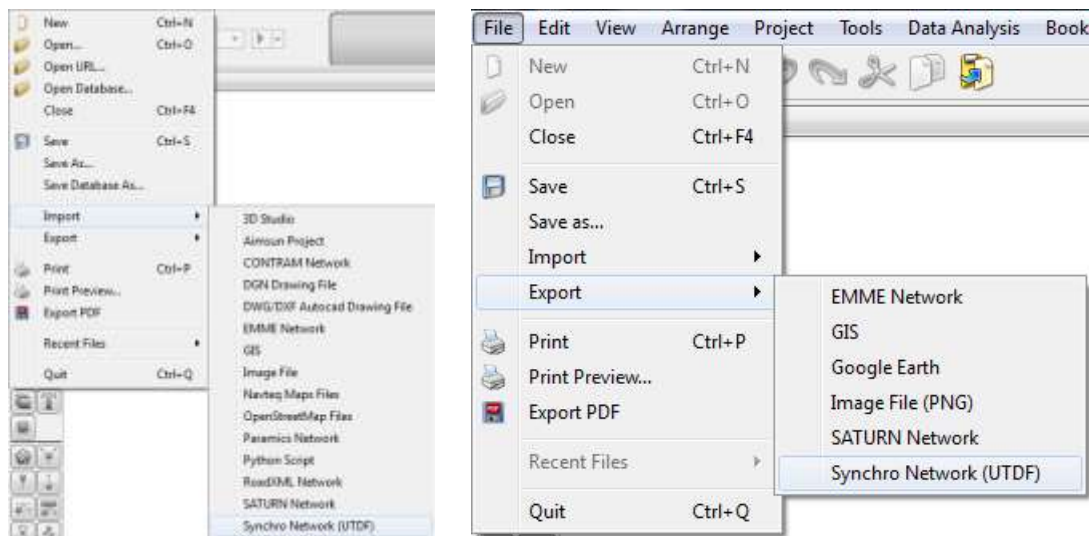 New Ctrl+N
Open... Ctrl+O
Open URL...
Open Database...
Close Ctrl+F4
Save Ctrl+S
Save As...
Save Database As...
Import
Export
Print Ctrl+P
Print Preview...
Export PDF
Recent Files
Quit Ctrl+Q
3D Studio
Aimsun Project
CONTRAM Network
DGN Drawing File
DWG/DXF Autocad Drawing File
EMME Network
GIS
Image File
Navteq Maps Files
OpenStreetMap Files
Paramics Network
Python Script
RoadXML Network
SATURN Network
Synchro Network (UTDF)
File Edit View Arrange Project Tools Data Analysis Book
New Ctrl+N
Open Ctrl+O
Close Ctrl+F4
Save Ctrl+S
Save as...
Import
Export
Print Ctrl+P
Print Preview...
Export PDF
Recent Files
Quit Ctrl+Q
EMME Network
GIS
Google Earth
Image File (PNG)
SATURN Network
Synchro Network (UTDF)